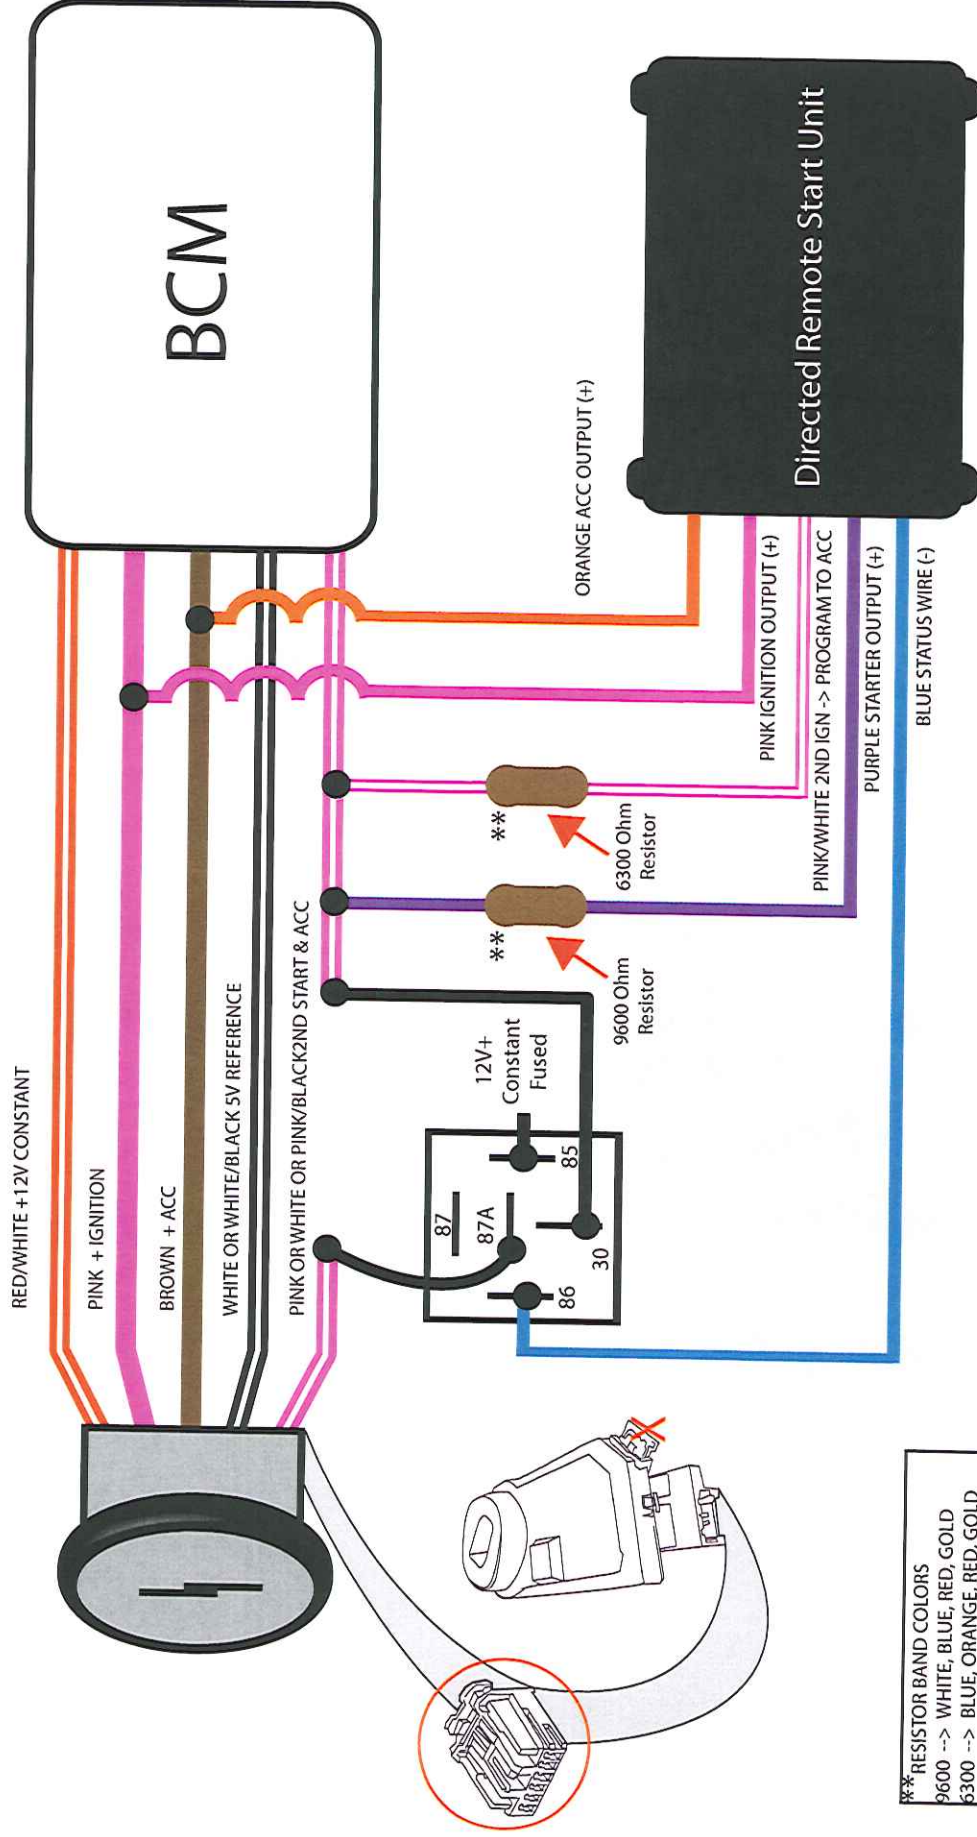 RED/WHITE +12V CONSTANT
PINK + IGNITION
BROWN + ACC
WHITE OR WHITE/BLACK 5V REFERENCE
PINK OR WHITE OR PINK/BLACK2ND START & ACC
BCM
87
87A
86
30
85
12V+
Constant
Fused
**
9600 Ohm
Resistor
**
6300 Ohm
Resistor
ORANGE ACC OUTPUT (+)
PINK IGNITION OUTPUT (+)
PINK/WHITE 2ND IGN -> PROGRAM TO ACC
PURPLE STARTER OUTPUT (+)
BLUE STATUS WIRE (-)
Directed Remote Start Unit
**RESISTOR BAND COLORS
9600 --> WHITE, BLUE, RED, GOLD
6300 --> BLUE, ORANGE, RED, GOLD